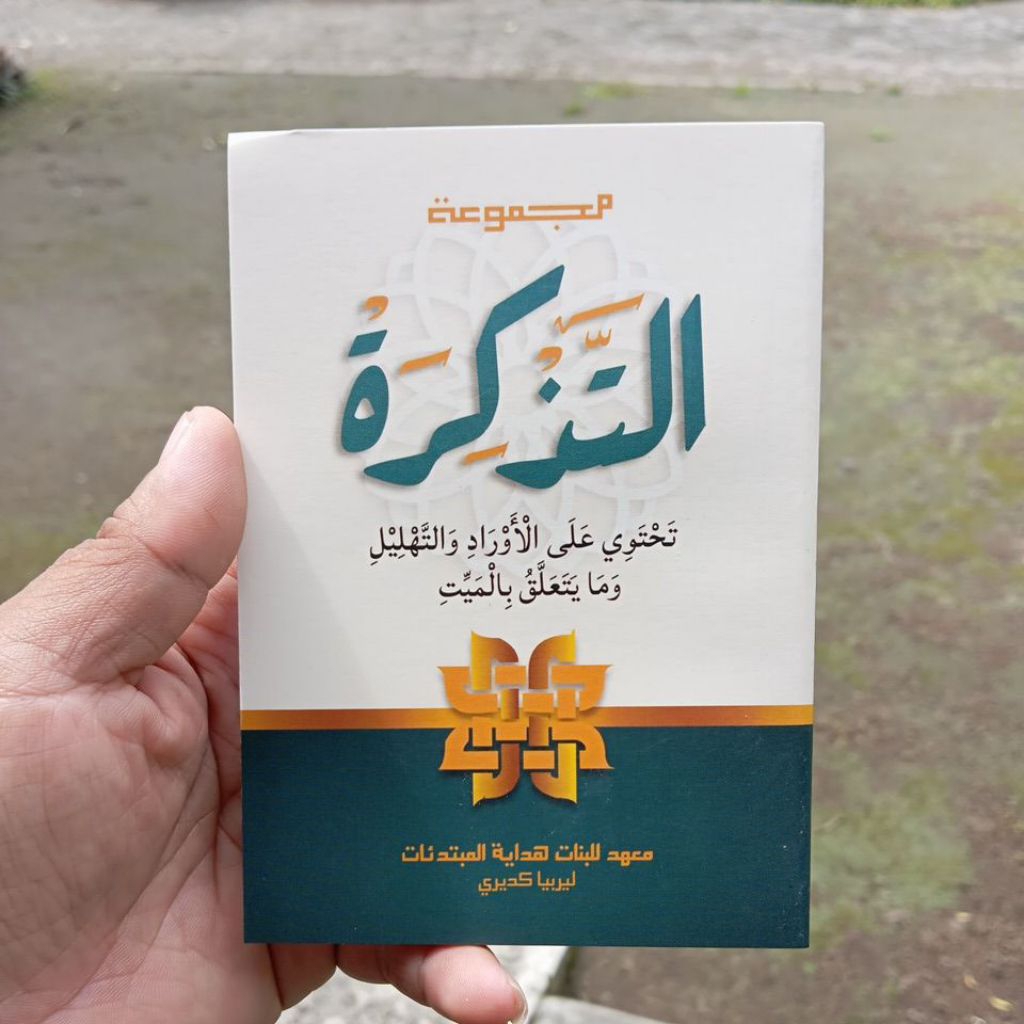 مجموعة
التَّذْكِرَةْ
تَحْتَوِي عَلَى الْأَوْرَادِ وَالتَّهْلِيْلِ
وَمَا يَتَعَلَّقُ بِالْمَيِّتِ
معهد للبنات هداية المبتدئات
ليربيا كديري